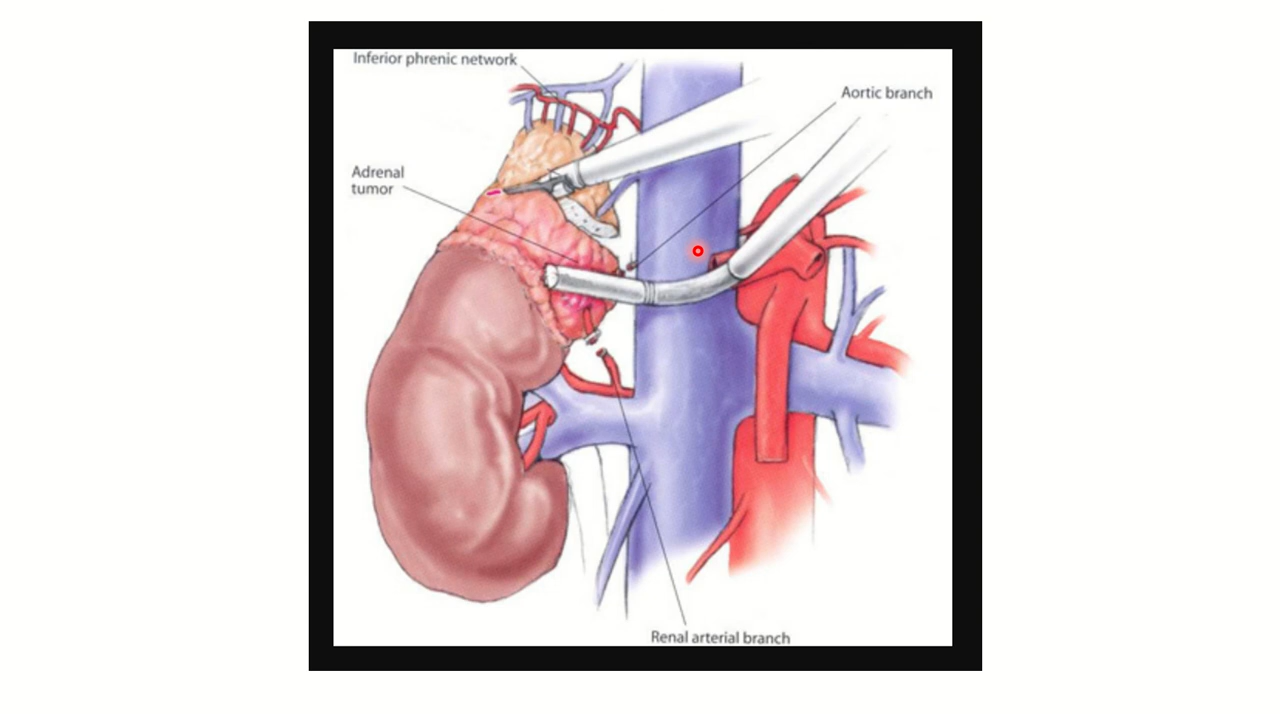 Inferior phrenic network
Aortic branch
Adrenal
tumor
Renal arterial branch